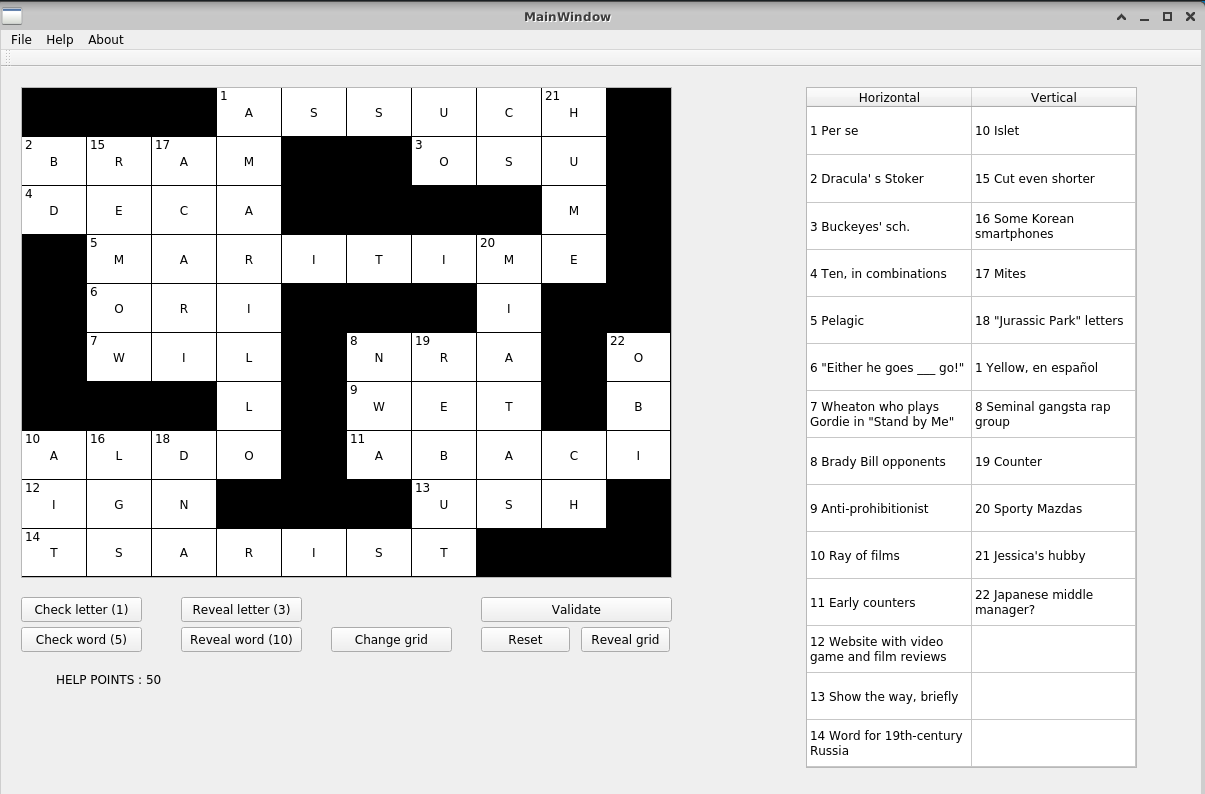 MainWindow
File Help About
1 A S S U C 21 H
2 B 15 R 17 A M 3 O S U
4 D E C A M
5 M A R I T I 20 M E
6 O R I I
7 W I L 8 N 19 R A 22 O
L 9 W E T B
10 A 16 L 18 D O 11 A B A C I
12 I G N 13 U S H
14 T S A R I S T
Check letter (1) Reveal letter (3) Validate
Check word (5) Reveal word (10) Change grid Reset Reveal grid
HELP POINTS : 50
Horizontal Vertical
1 Per se 10 Islet
2 Dracula' s Stoker 15 Cut even shorter
3 Buckeyes' sch. 16 Some Korean
smartphones
4 Ten, in combinations 17 Mites
5 Pelagic 18 "Jurassic Park" letters
6 "Either he goes ___ go!" 1 Yellow, en español
7 Wheaton who plays
Gordie in "Stand by Me" 8 Seminal gangsta rap
group
8 Brady Bill opponents 19 Counter
9 Anti-prohibitionist 20 Sporty Mazdas
10 Ray of films 21 Jessica's hubby
11 Early counters 22 Japanese middle
manager?
12 Website with video
game and film reviews
13 Show the way, briefly
14 Word for 19th-century
Russia